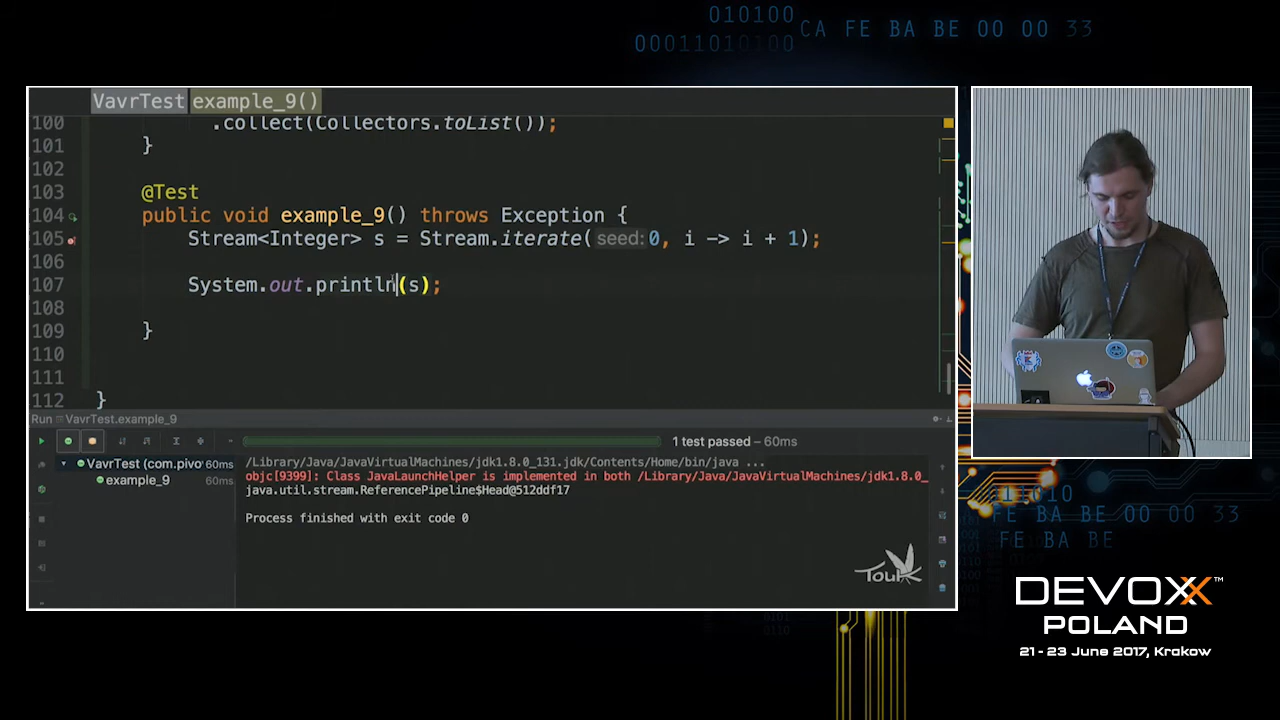 010100
000110 10100
CA FE BA BE 00 00 33
VavrTest example_9()
100 .collect(Collectors.toList());
101 }
102
103 @Test
104 public void example_9() throws Exception {
105 Stream<Integer> s = Stream.iterate( seed: 0, i -> i + 1);
106
107 System.out.println(s);
108
109 }
110
111
112 }
Run VavrTest.example_9
1 test passed – 60ms
VavrTest (com.pivo 60ms
example_9 60ms
/Library/Java/JavaVirtualMachines/jdk1.8.0_131.jdk/Contents/Home/bin/java ...
objc[9399]: Class JavaLaunchHelper is implemented in both /Library/Java/JavaVirtualMachines/jdk1.8.0_
java.util.stream.ReferencePipeline$Head@512ddf17
Process finished with exit code 0
Touk
FE BA BE 00 00 33
FE BA BE
DEVOXX™
POLAND
21 - 23 June 2017, Krakow